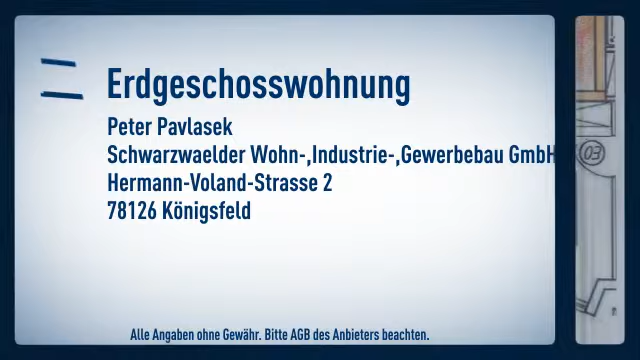 Erdgeschosswohnung
Peter Pavlasek
Schwarzwaelder Wohn-,Industrie-,Gewerbebau GmbH
03
Hermann-Voland-Strasse 2
78126 Königsfeld
Alle Angaben ohne Gewähr. Bitte AGB des Anbieters beachten.